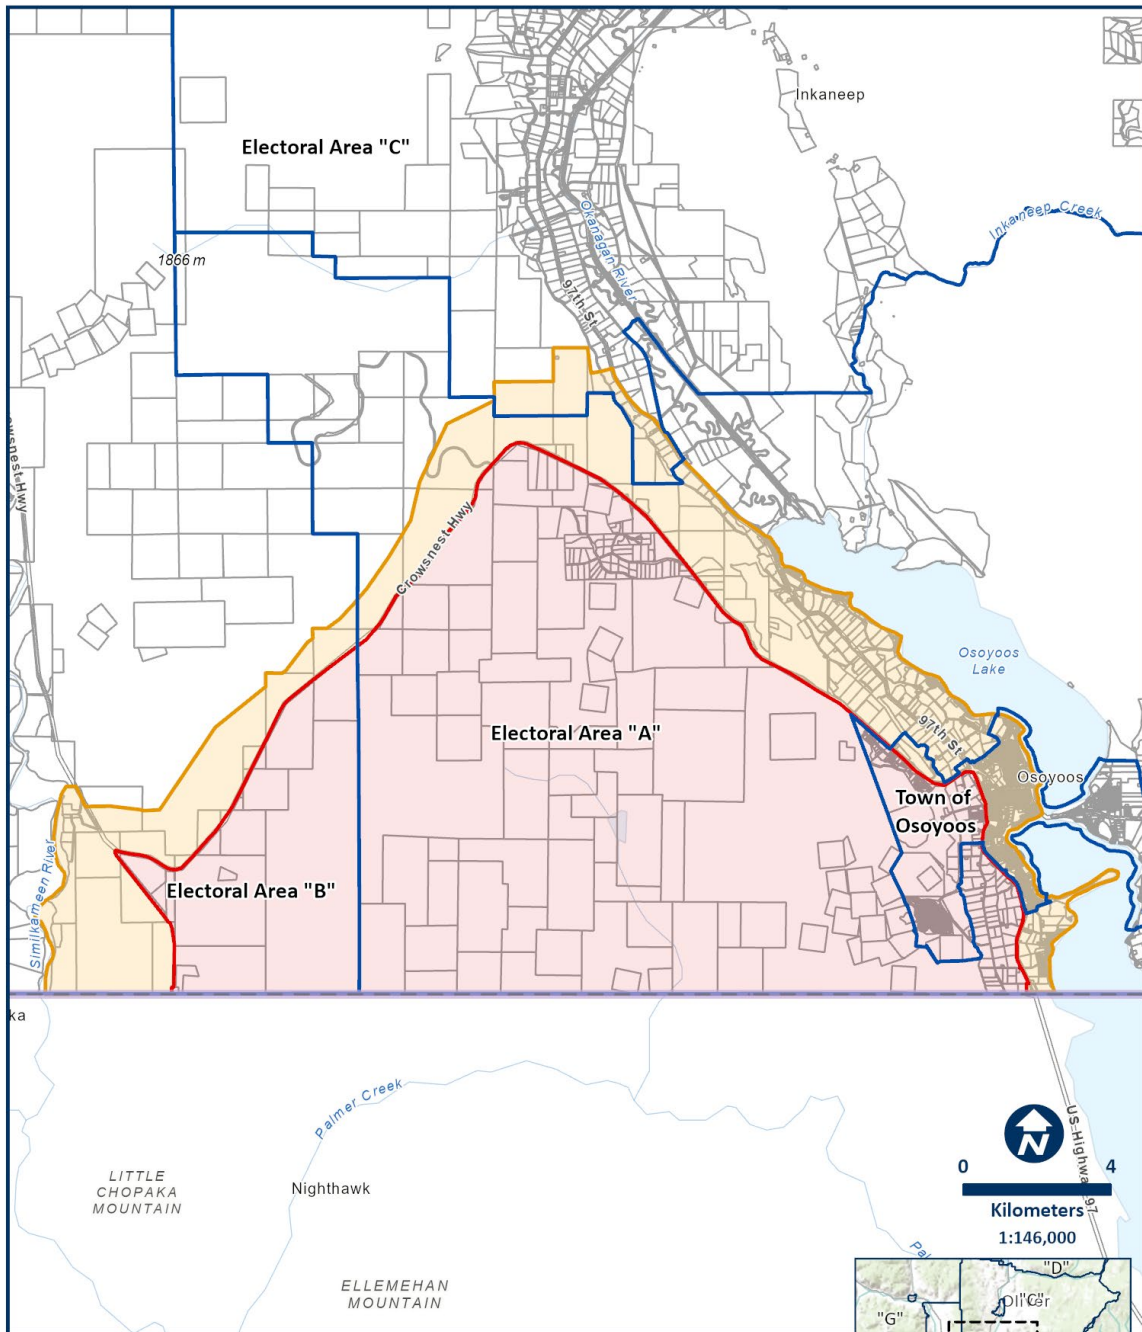 Inkaneep
Electoral Area "C"
Okanagan River
Inkaneep Creek
1866 m
97th St
Crowsnest Hwy
Osoyoos
Lake
Electoral Area "A"
97th St
Osoyoos
Town of
Osoyoos
Electoral Area "B"
Similkameen River
ka
Palmer Creek
US Highway 97
LITTLE
CHOPAKA
MOUNTAIN
Nighthawk
N
0 4
Kilometers
1:146,000
ELLEMEHAN
MOUNTAIN
"D"
"C"
Oliver
"G"